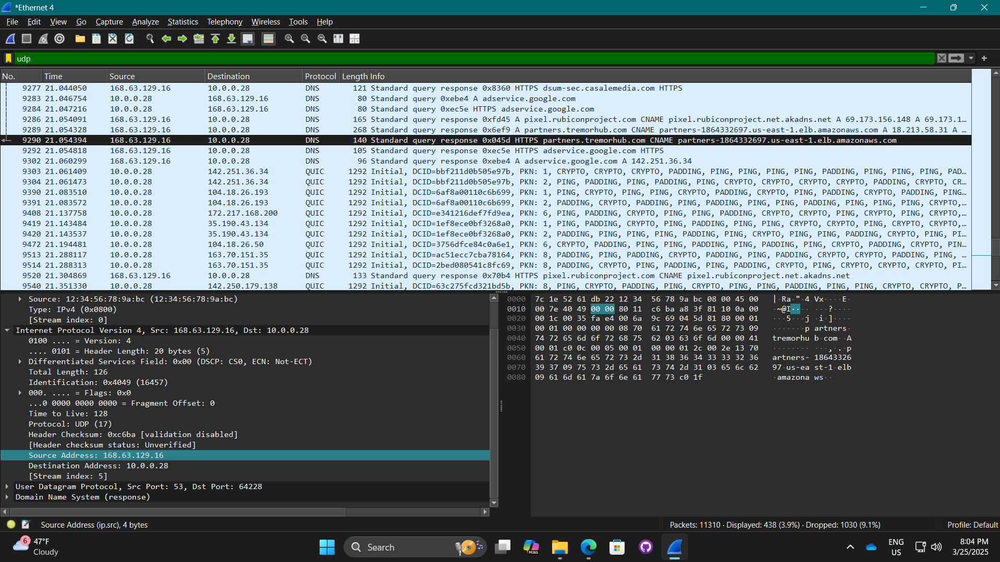 *Ethernet 4
File Edit View Go Capture Analyze Statistics Telephony Wireless Tools Help
udp
No. Time Source Destination Protocol Length Info
9277 21.044050 168.63.129.16 10.0.0.28 DNS 121 Standard query response 0x8360 HTTPS dsum-sec.casalemedia.com HTTPS
9283 21.046754 10.0.0.28 168.63.129.16 DNS 80 Standard query 0xebe4 A adservice.google.com
9284 21.047216 10.0.0.28 168.63.129.16 DNS 80 Standard query 0xec5e HTTPS adservice.google.com
9286 21.054091 168.63.129.16 10.0.0.28 DNS 165 Standard query response 0xfd45 A pixel.rubiconproject.com CNAME pixel.rubiconproject.net.akadns.net A 69.173.156.148 A 69.173.1…
9289 21.054328 168.63.129.16 10.0.0.28 DNS 268 Standard query response 0x6ef9 A partners.tremorhub.com CNAME partners-1864332697.us-east-1.elb.amazonaws.com A 18.213.58.31 A …
9290 21.054394 168.63.129.16 10.0.0.28 DNS 140 Standard query response 0x045d HTTPS partners.tremorhub.com CNAME partners-1864332697.us-east-1.elb.amazonaws.com
9292 21.054818 168.63.129.16 10.0.0.28 DNS 105 Standard query response 0xec5e HTTPS adservice.google.com HTTPS
9302 21.060299 168.63.129.16 10.0.0.28 DNS 96 Standard query response 0xebe4 A adservice.google.com A 142.251.36.34
9303 21.061409 10.0.0.28 142.251.36.34 QUIC 1292 Initial, DCID=bbf211d0b505e97b, PKN: 1, CRYPTO, CRYPTO, CRYPTO, PADDING, PING, PING, PING, PING, PADDING, PING, PING, PING, PAD…
9304 21.061473 10.0.0.28 142.251.36.34 QUIC 1292 Initial, DCID=bbf211d0b505e97b, PKN: 2, PING, PADDING, PING, PADDING, PING, CRYPTO, CRYPTO, CRYPTO, CRYPTO, PADDING, CRYPTO, CR…
9390 21.083510 10.0.0.28 104.18.26.193 QUIC 1292 Initial, DCID=6af8a00110c6b699, PKN: 1, PING, CRYPTO, PING, PING, CRYPTO, PADDING, CRYPTO, PING, PADDING, CRYPTO, PADDING, PING…
9391 21.083572 10.0.0.28 104.18.26.193 QUIC 1292 Initial, DCID=6af8a00110c6b699, PKN: 2, PADDING, CRYPTO, PADDING, PING, PADDING, PING, PING, PADDING, PING, PING, PING, CRYPTO,…
9408 21.137758 10.0.0.28 172.217.168.200 QUIC 1292 Initial, DCID=e341216def7fd9ea, PKN: 6, PING, PADDING, CRYPTO, PING, PING, PADDING, CRYPTO, CRYPTO, PING, CRYPTO, PING, CRYPTO,…
9419 21.143484 10.0.0.28 35.190.43.134 QUIC 1292 Initial, DCID=1ef8ece0bf3268a0, PKN: 1, PING, PADDING, CRYPTO, PING, PADDING, PING, PING, CRYPTO, CRYPTO, PING, CRYPTO, CRYPTO,…
9420 21.143537 10.0.0.28 35.190.43.134 QUIC 1292 Initial, DCID=1ef8ece0bf3268a0, PKN: 2, PADDING, PING, PING, PING, PADDING, PING, CRYPTO, PING, PING, PADDING, CRYPTO, PING, PI…
9472 21.194481 10.0.0.28 104.18.26.50 QUIC 1292 Initial, DCID=3756dfce84c0a6e1, PKN: 6, CRYPTO, PADDING, PING, PING, PADDING, PING, PADDING, PING, CRYPTO, PADDING, CRYPTO, PIN…
9513 21.288117 10.0.0.28 163.70.151.35 QUIC 1292 Initial, DCID=ac51ecc7cba78164, PKN: 8, PADDING, PING, PADDING, CRYPTO, PADDING, PING, PADDING, CRYPTO, CRYPTO, PADDING, PING, …
9514 21.288313 10.0.0.28 163.70.151.35 QUIC 1292 Initial, DCID=2bed080541c8fc69, PKN: 8, PADDING, CRYPTO, PING, PADDING, PING, PADDING, CRYPTO, PING, CRYPTO, CRYPTO, CRYPTO, PI…
9520 21.304869 168.63.129.16 10.0.0.28 DNS 133 Standard query response 0x70b4 HTTPS pixel.rubiconproject.com CNAME pixel.rubiconproject.net.akadns.net
9540 21.351330 10.0.0.28 142.250.179.138 QUIC 1292 Initial, DCID=63c275fcd321bd5b, PKN: 8, PING, CRYPTO, PADDING, PING, CRYPTO, PING, PING, PADDING, PING, PING, CRYPTO, CRYPTO, P…
Source: 12:34:56:78:9a:bc (12:34:56:78:9a:bc)
Type: IPv4 (0x0800)
[Stream index: 0]
Internet Protocol Version 4, Src: 168.63.129.16, Dst: 10.0.0.28
0100 .... = Version: 4
.... 0101 = Header Length: 20 bytes (5)
Differentiated Services Field: 0x00 (DSCP: CS0, ECN: Not-ECT)
Total Length: 126
Identification: 0x4049 (16457)
000. .... = Flags: 0x0
...0 0000 0000 0000 = Fragment Offset: 0
Time to Live: 128
Protocol: UDP (17)
Header Checksum: 0xc6ba [validation disabled]
[Header checksum status: Unverified]
Source Address: 168.63.129.16
Destination Address: 10.0.0.28
[Stream index: 5]
User Datagram Protocol, Src Port: 53, Dst Port: 64228
Domain Name System (response)
0000 7c 1e 52 61 db 22 12 34 56 78 9a bc 08 00 45 00 |·Ra·"·4 Vx····E·
0010 00 7e 40 49 00 00 80 11 c6 ba a8 3f 81 10 0a 00 ·~@I···· ···?····
0020 00 1c 00 35 fa e4 00 6a 9c 69 04 5d 81 80 00 01 ···5···j ·i·]····
0030 00 01 00 00 00 00 08 70 61 72 74 6e 65 72 73 09 ·······p artners·
0040 74 72 65 6d 6f 72 68 75 62 03 63 6f 6d 00 00 41 tremorhu b·com··A
0050 00 01 c0 0c 00 05 00 01 00 00 01 2c 00 2e 13 70 ········ ···,·.·p
0060 61 72 74 6e 65 72 73 2d 31 38 36 34 33 33 32 36 artners- 18643326
0070 39 37 09 75 73 2d 65 61 73 74 2d 31 03 65 6c 62 97·us-ea st-1·elb
0080 09 61 6d 61 7a 6f 6e 61 77 73 c0 1f ·amazona ws··
Source Address (ip.src), 4 bytes
Packets: 11310 · Displayed: 438 (3.9%) · Dropped: 1030 (9.1%)
Profile: Default
6
47°F
Cloudy
Search
M365
ENG
US
8:04 PM
3/25/2025